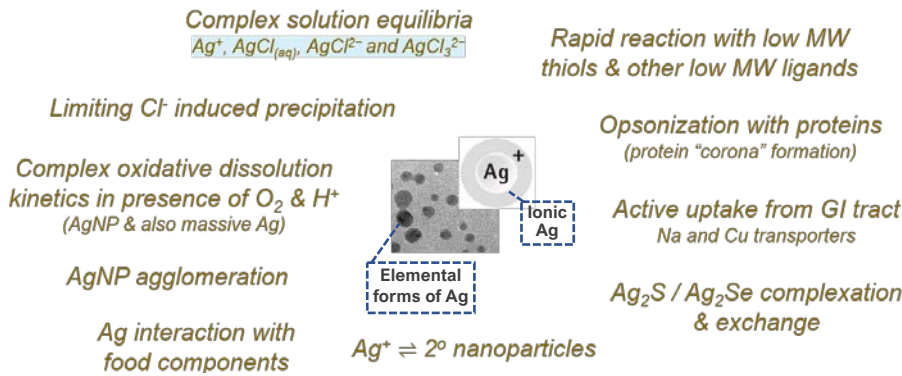 Complex solution equilibria
Ag⁺, AgCl₍aq₎, AgCl²⁻ and AgCl₃²⁻
Limiting Cl⁻ induced precipitation
Complex oxidative dissolution
kinetics in presence of O₂ & H⁺
(AgNP & also massive Ag)
AgNP agglomeration
Ag interaction with
food components
Ag⁺ ⇌ 2º nanoparticles
Ag
+
Ionic
Ag
Elemental
forms of Ag
Rapid reaction with low MW
thiols & other low MW ligands
Opsonization with proteins
(protein “corona” formation)
Active uptake from GI tract
Na and Cu transporters
Ag₂S / Ag₂Se complexation
& exchange